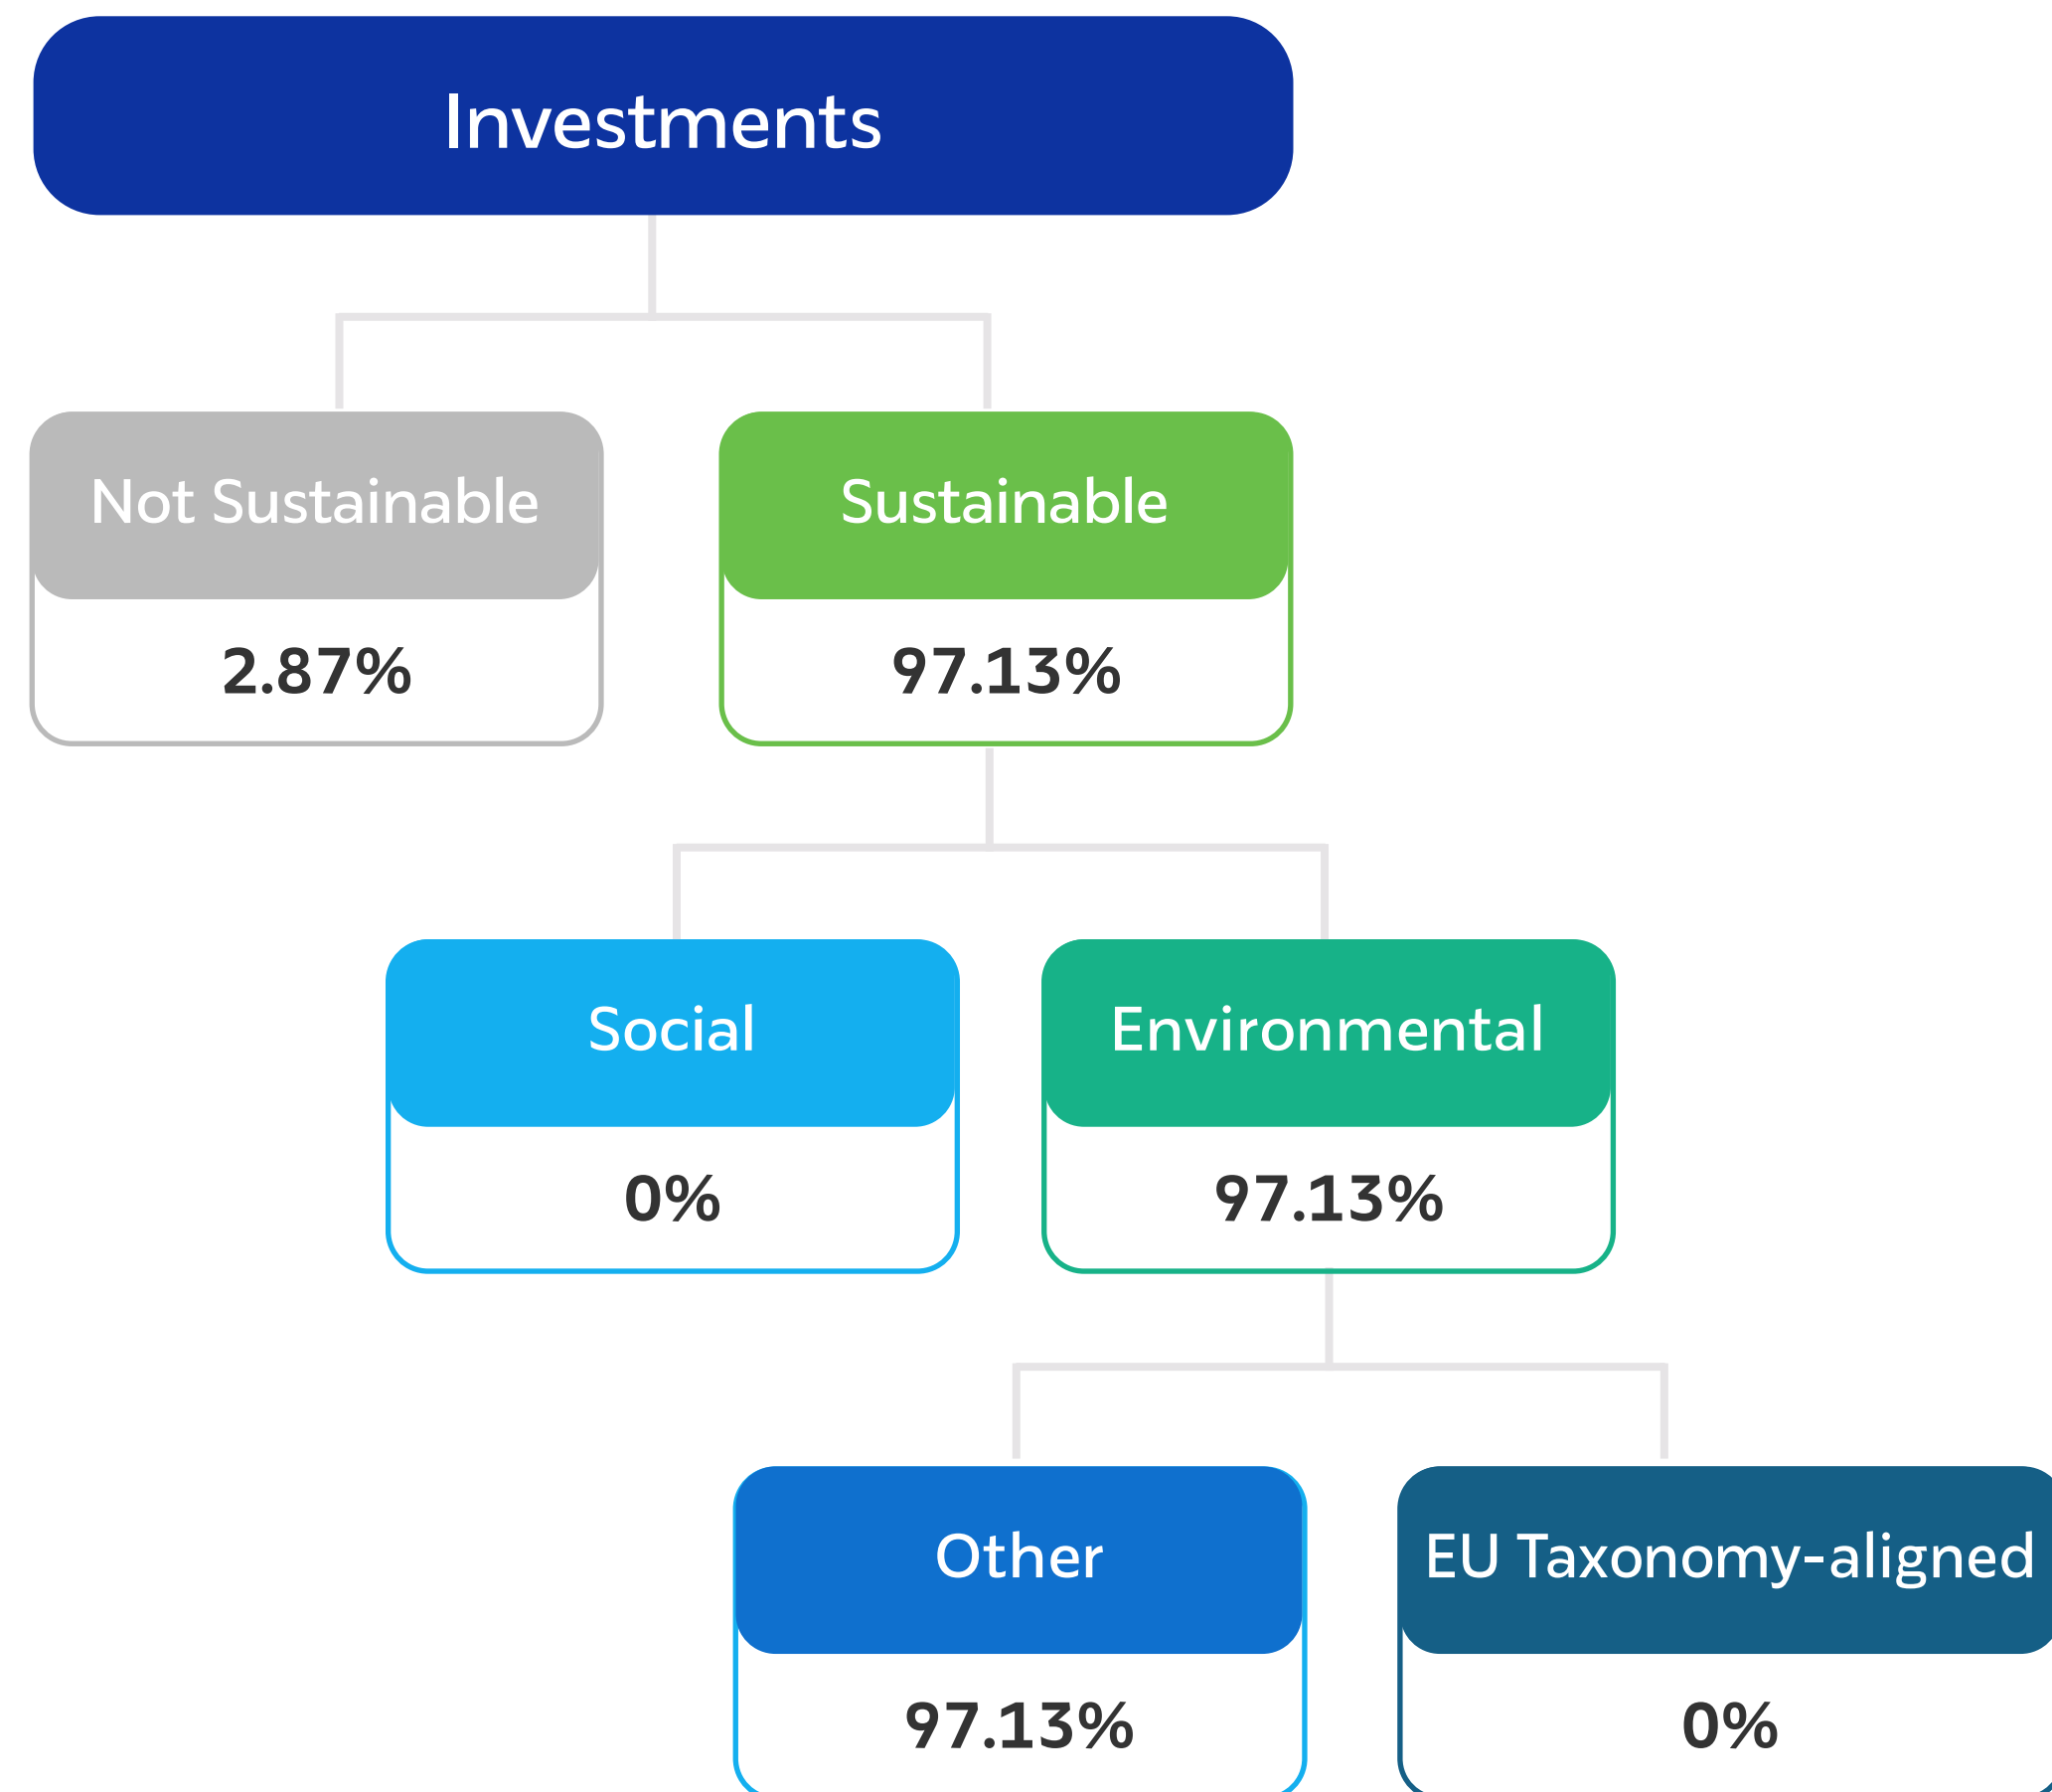 Investments
Not Sustainable
Sustainable
2.87%
97.13%
Social
Environmental
0%
97.13%
Other
EU Taxonomy-aligned
97.13%
0%